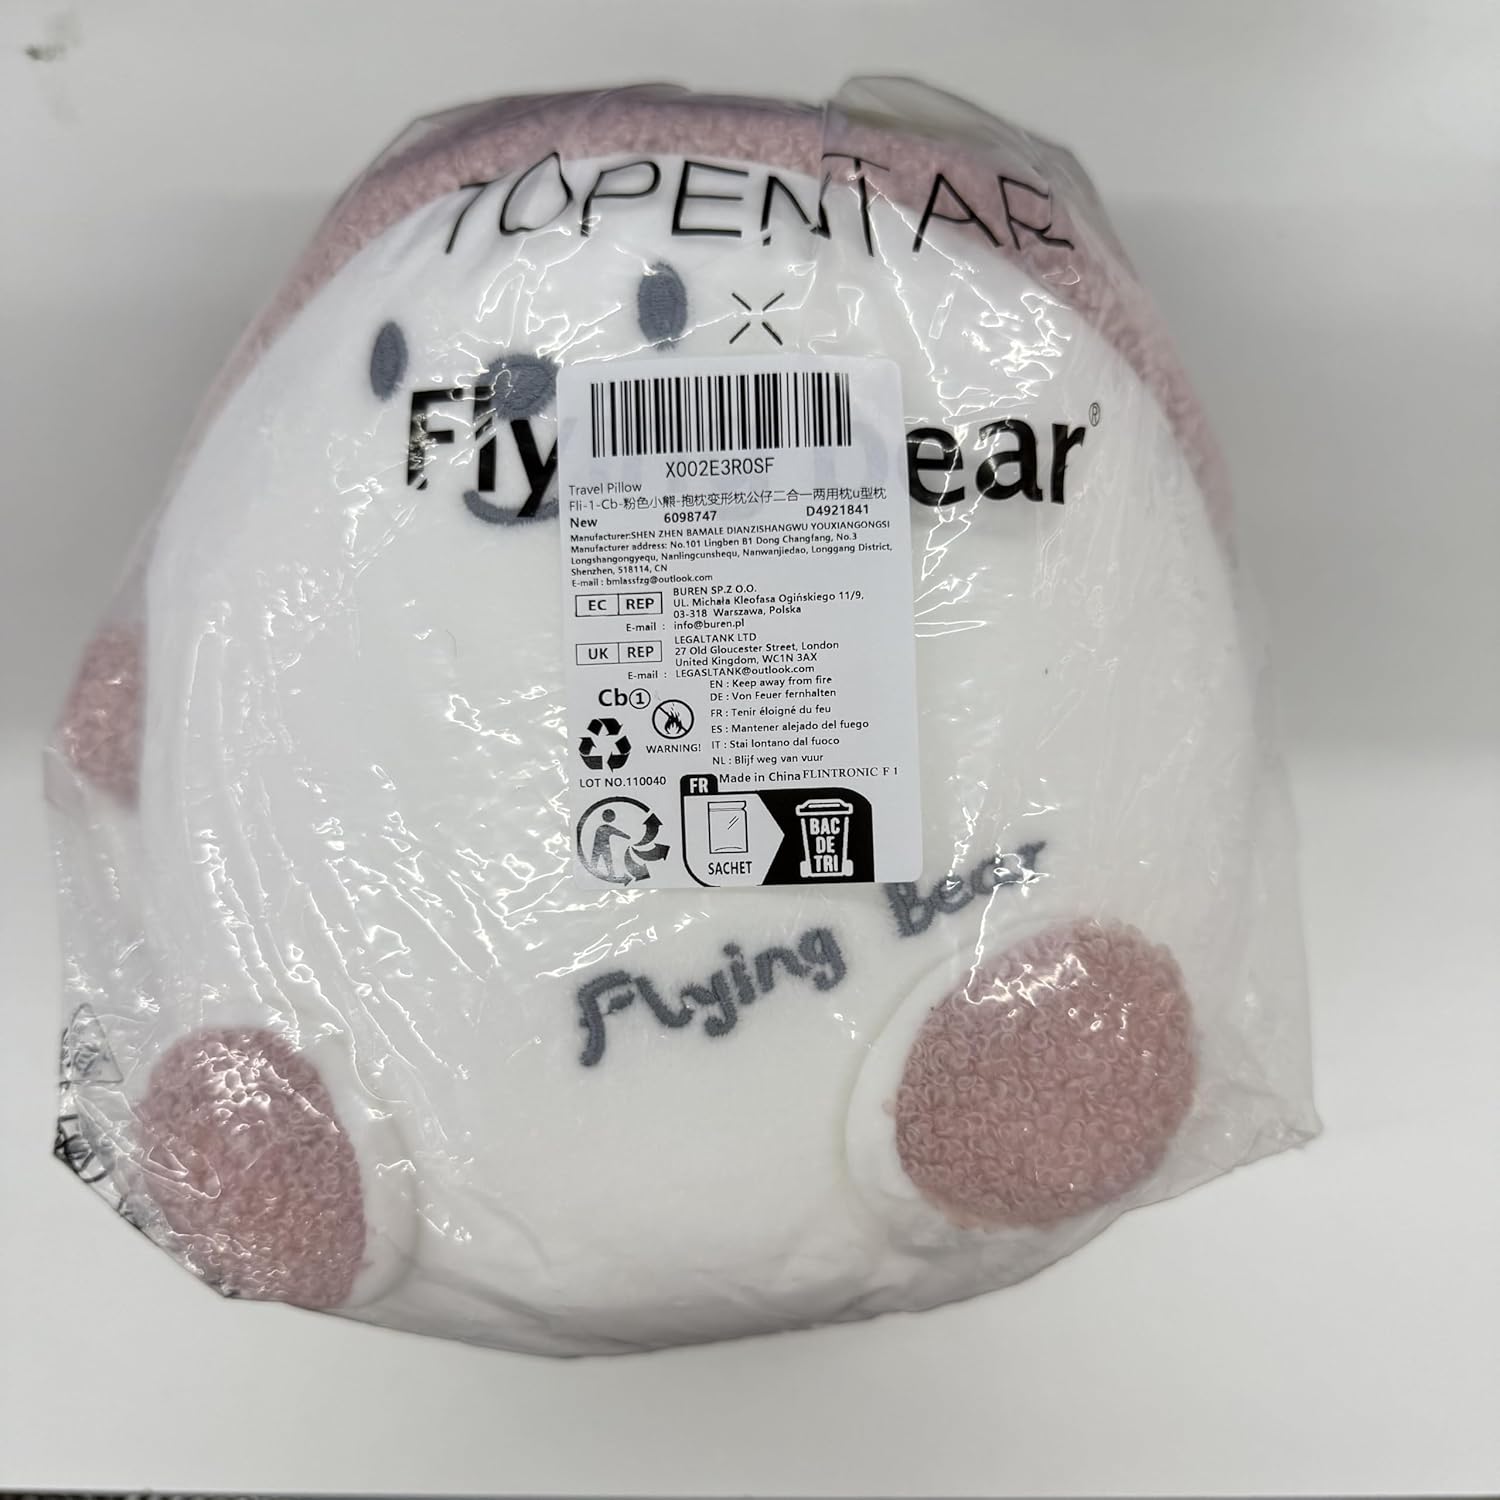 TOPENTAR
X
Fly
Bear®
X002E3R0SF
Travel Pillow
Fli-1-Cb-粉色小熊-抱枕变形枕公仔二合一两用枕u型枕
New 6098747 D4921841
Manufacturer:SHEN ZHEN BAMALE DIANZISHANGWU YOUXIANGONGSI
Manufacturer address: No.101 Lingben B1 Dong Changfang, No.3
Longshangongyequ, Nanlingcunshequ, Nanwanjiedao, Longgang District,
Shenzhen, 518114, CN
E-mail : bmlassfzg@outlook.com
EC REP
BUREN SP.Z O.O.
UL. Michała Kleofasa Ogińskiego 11/9,
03-318 Warszawa, Polska
E-mail : info@buren.pl
UK REP
LEGALTANK LTD
27 Old Gloucester Street, London
United Kingdom, WC1N 3AX
E-mail : LEGASLTANK@outlook.com
Cb①
WARNING!
LOT NO.110040
EN : Keep away from fire
DE : Von Feuer fernhalten
FR : Tenir éloigné du feu
ES : Mantener alejado del fuego
IT : Stai lontano dal fuoco
NL : Blijf weg van vuur
Made in China FLINTRONIC F 1
FR
SACHET
BAC
DE
TRI
Flying Bear